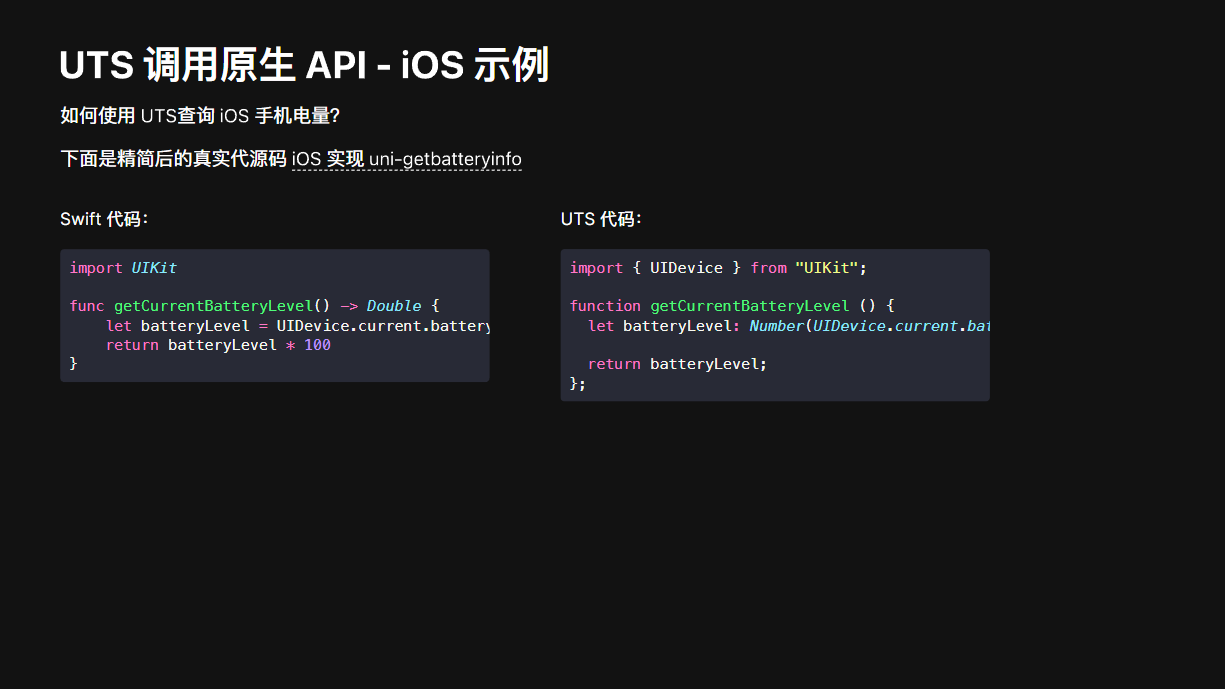 UTS 调用原生 API - iOS 示例
如何使用 UTS查询 iOS 手机电量？
下面是精简后的真实代源码 iOS 实现 uni-getbatteryinfo
Swift 代码：
import UIKit
func getCurrentBatteryLevel() -> Double {
let batteryLevel = UIDevice.current.battery
return batteryLevel * 100
}
UTS 代码：
import { UIDevice } from "UIKit";
function getCurrentBatteryLevel () {
let batteryLevel: Number(UIDevice.current.bat
return batteryLevel;
};